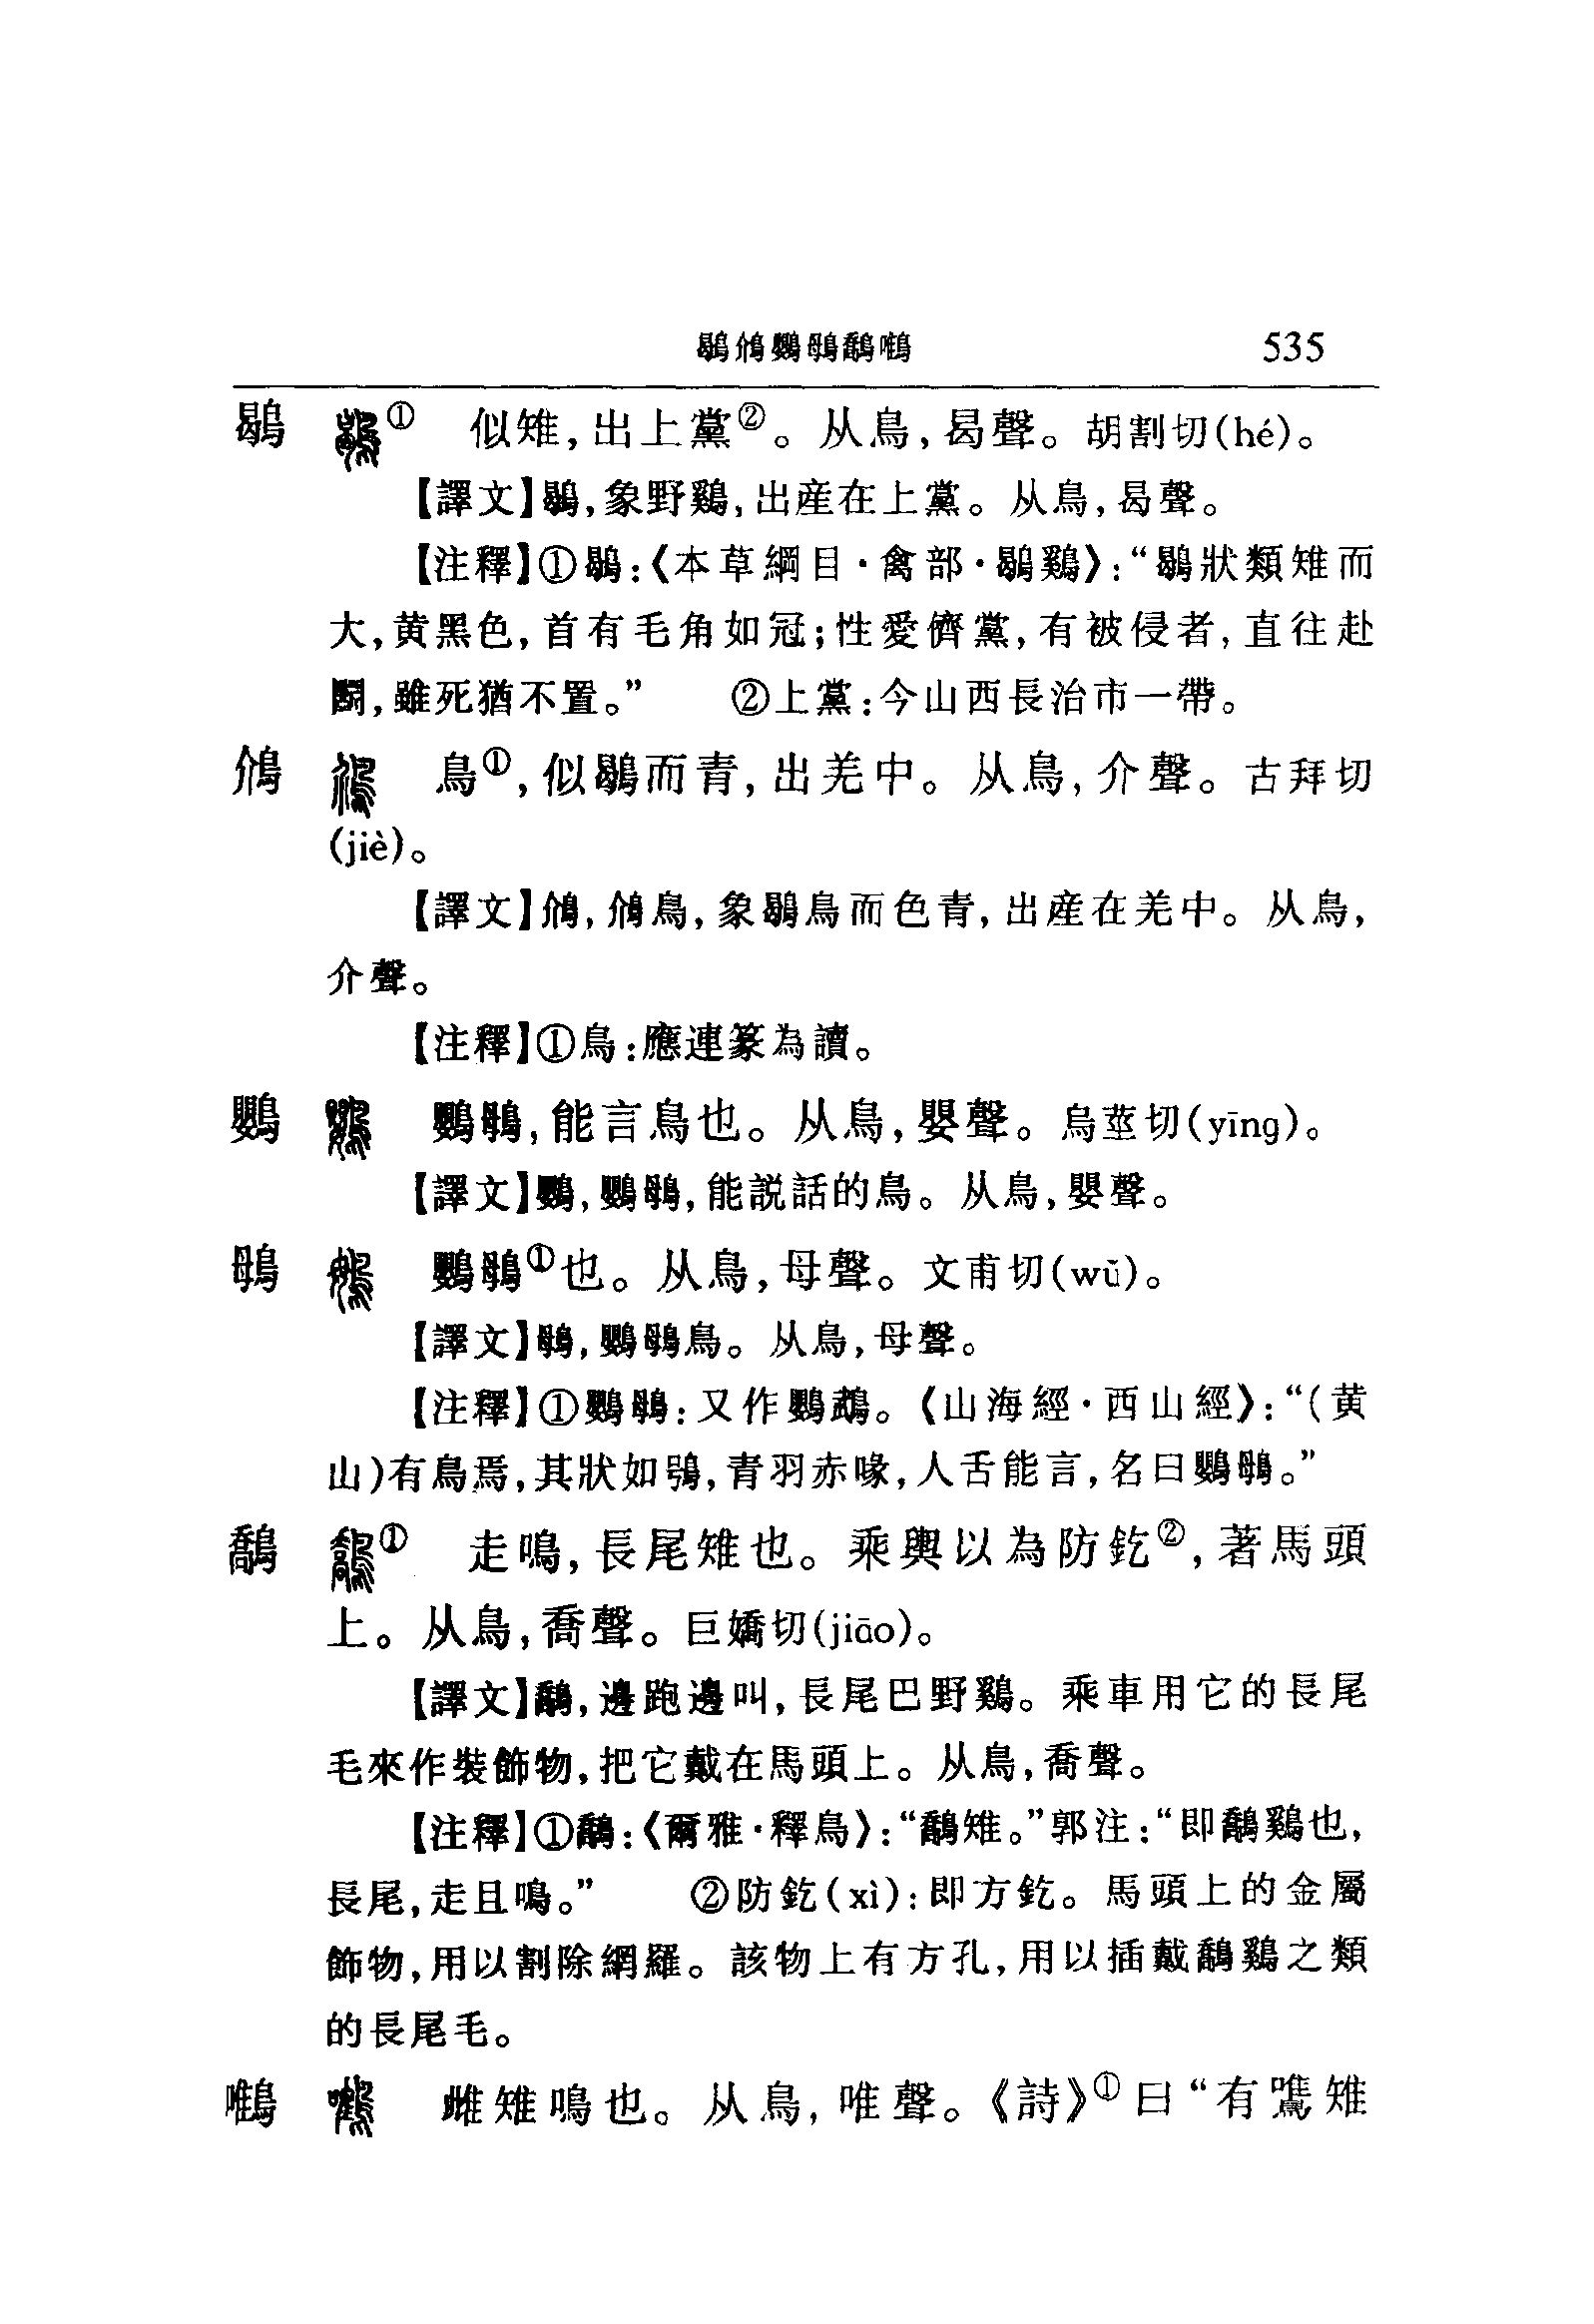 鶡鳻鸚䳇鷮鷕 535
鶡 ① 似雉,出上黨②。从鳥,曷聲。胡割切(hé)。
【譯文】鶡,象野鷄,出産在上黨。从鳥,曷聲。
【注釋】①鶡:《本草綱目·禽部·鶡鷄》:“鶡狀類雉而
大,黄黑色,首有毛角如冠;性愛儕黨,有被侵者,直往赴
鬭,雖死猶不置。” ②上黨:今山西長治市一帶。
鳥①,似鶡而青,出羌中。从鳥,介聲。古拜切
(jiè)。
【譯文】鳥,象鶡鳥而色青,出産在羌中。从鳥,
介聲。
【注釋】①鳥:應連篆為讀。
鸚 鸚䳇,能言鳥也。从鳥,嬰聲。烏莖切(yīng)。
【譯文】鸚,鸚䳇,能説話的鳥。从鳥,嬰聲。
䳇 鸚䳇①也。从鳥,母聲。文甫切(wǔ)。
【譯文】䳇,鸚䳇鳥。从鳥,母聲。
【注釋】①鸚䳇:又作鸚鵡。《山海經·西山經》:“(黄
山)有鳥焉,其狀如鴞,青羽赤喙,人舌能言,名曰鸚䳇。”
鷮 ① 走鳴,長尾雉也。乘輿以為防釳②,著馬頭
上。从鳥,喬聲。巨嬌切(jiāo)。
【譯文】鷮,邊跑邊叫,長尾巴野鷄。乘車用它的長尾
毛來作裝飾物,把它戴在馬頭上。从鳥,喬聲。
【注釋】①鷮:《爾雅·釋鳥》:“鷮雉。”郭注:“即鷮鷄也,
長尾,走且鳴。” ②防釳(xì):即方釳。馬頭上的金屬
飾物,用以割除網羅。該物上有方孔,用以插戴鷮鷄之類
的長尾毛。
鷕 雌雉鳴也。从鳥,唯聲。《詩》①曰“有鷕雉